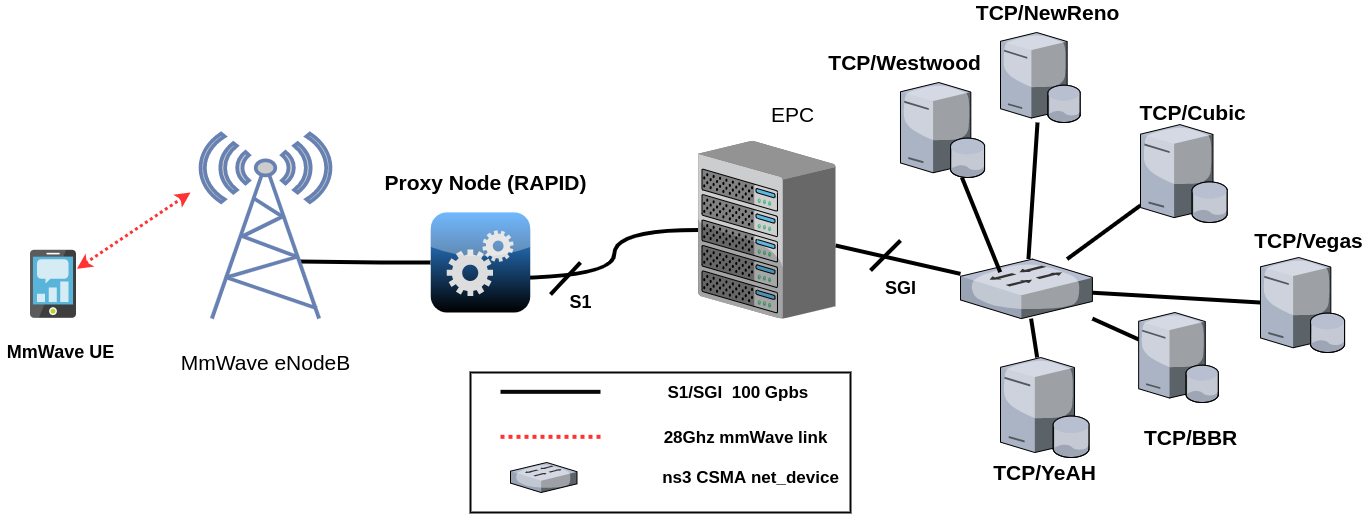 TCP/NewReno
TCP/Westwood
EPC
TCP/Cubic
Proxy Node (RAPID)
TCP/Vegas
S1
SGI
MmWave UE
MmWave eNodeB
S1/SGI 100 Gpbs
28Ghz mmWave link
ns3 CSMA net_device
TCP/BBR
TCP/YeAH